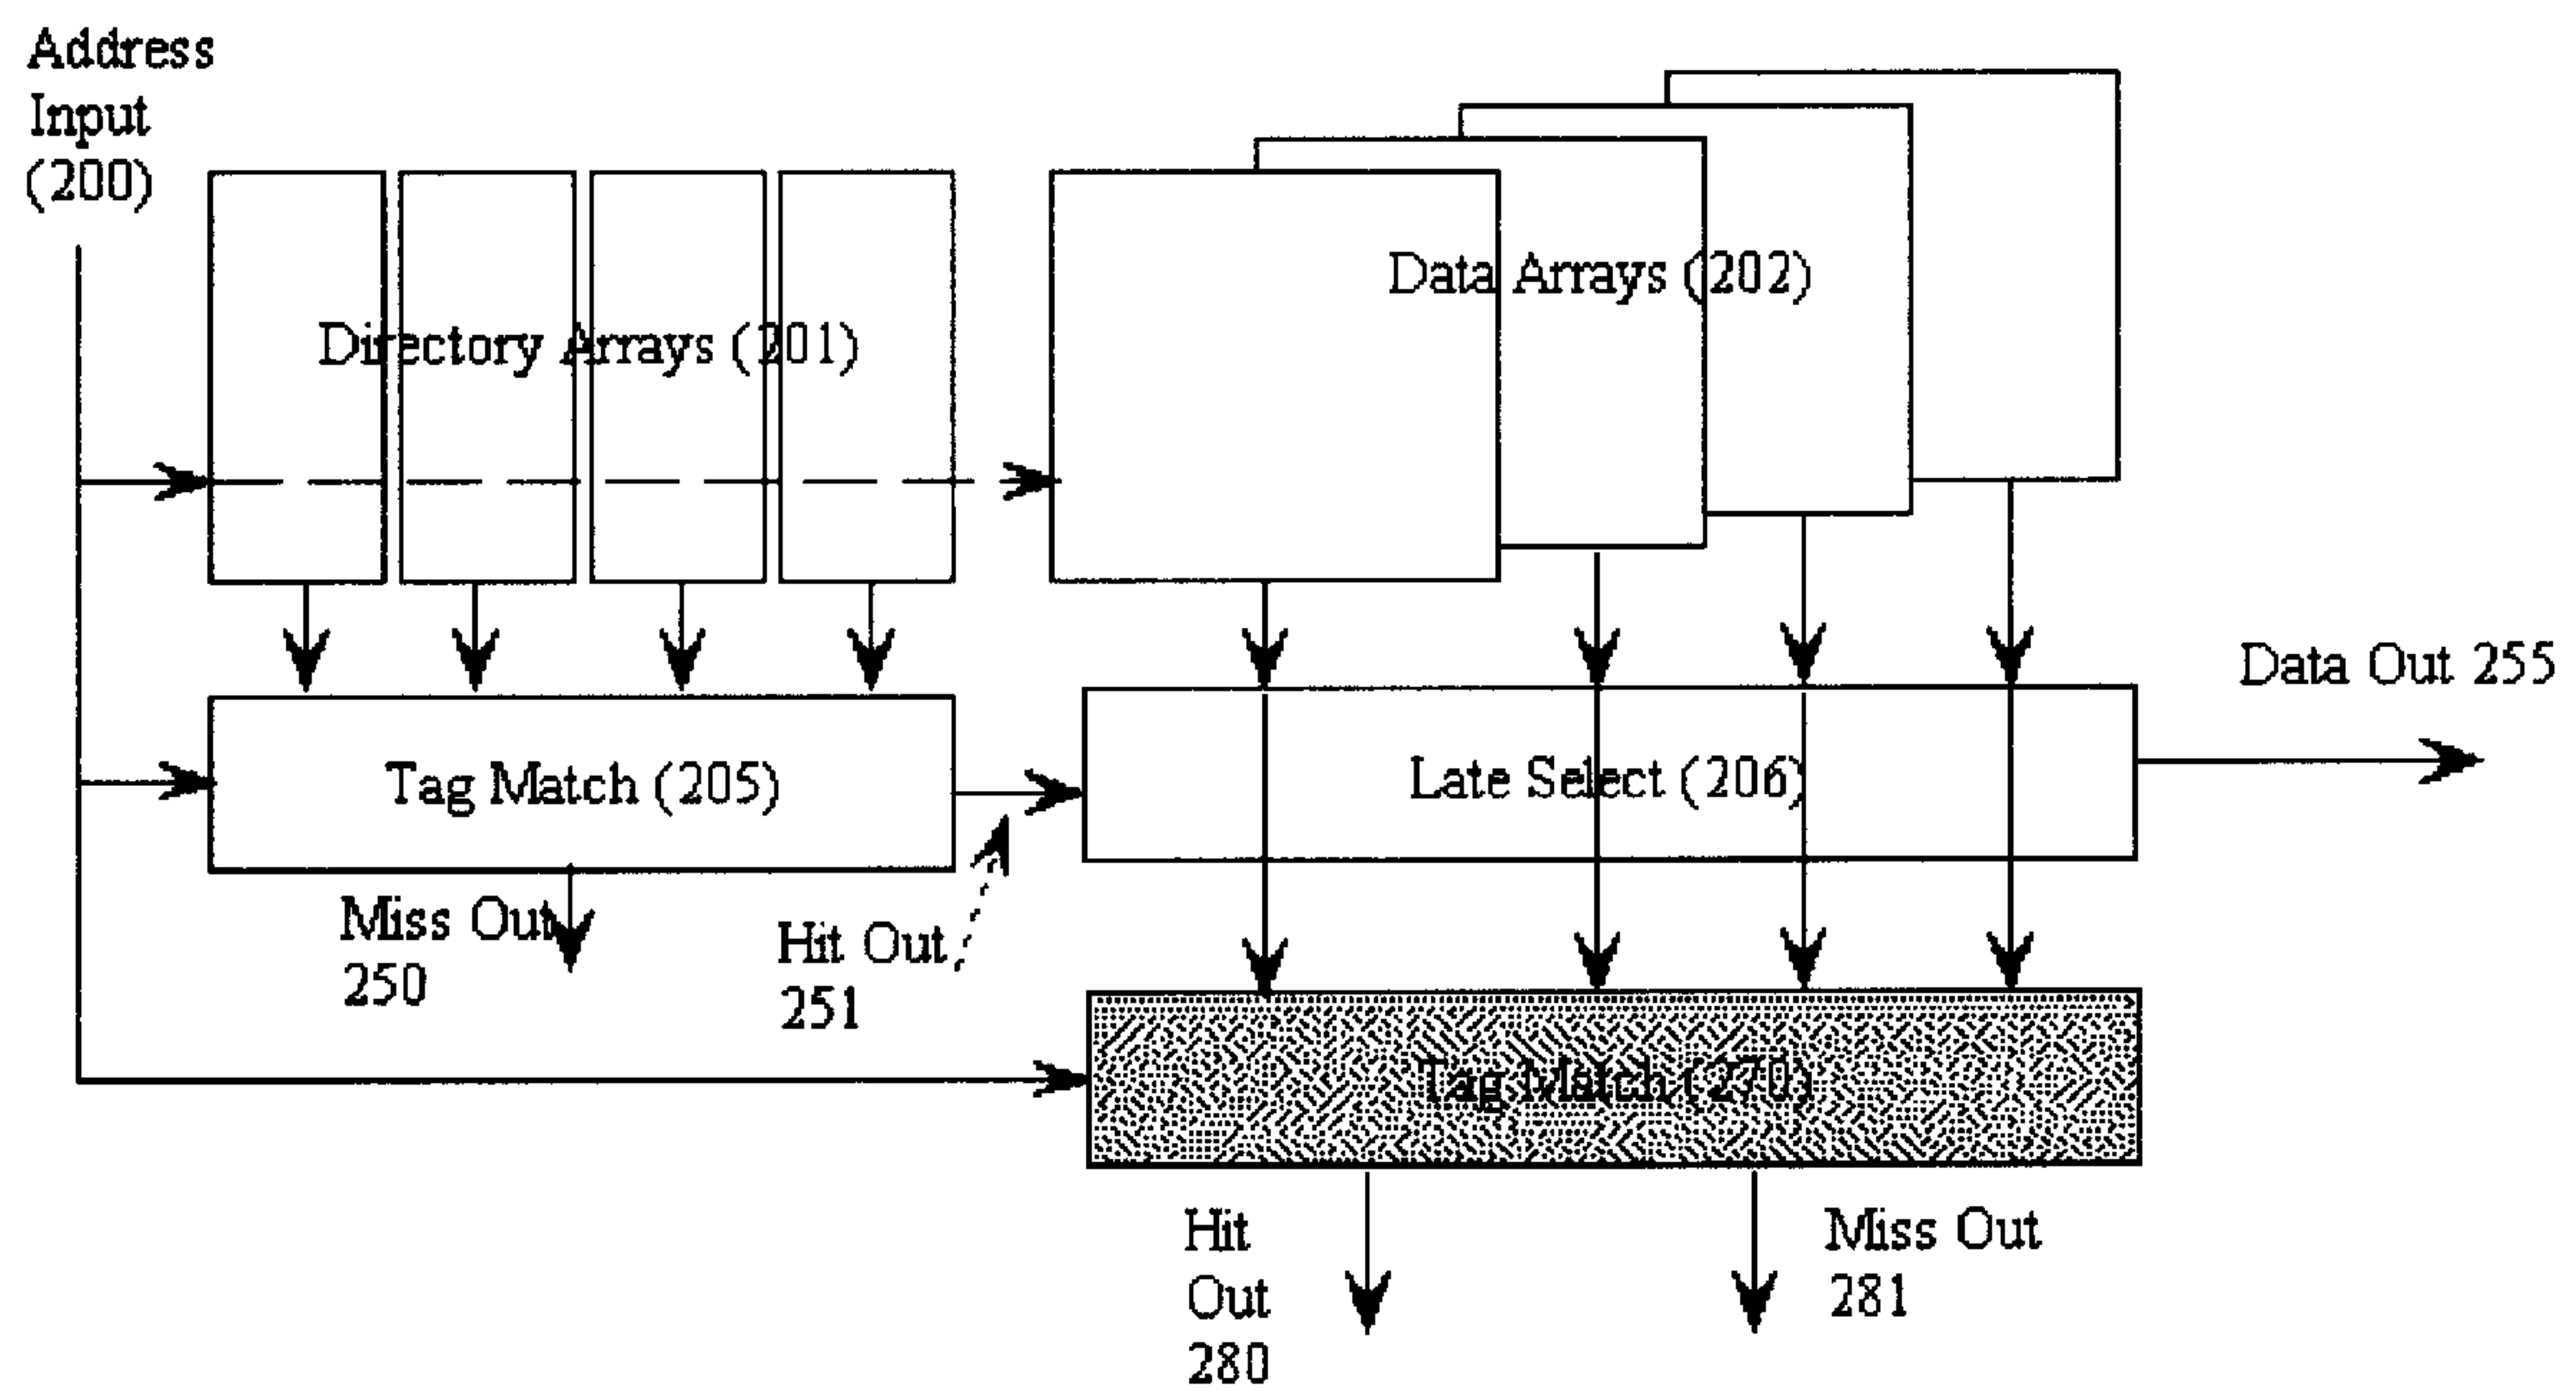 Address
Input
(200)
Directory Arrays (201)
Data Arrays (202)
Data Out 255
Tag Match (205)
Late Select (206)
Miss Out
250
Hit Out
251
Tag Match (270)
Hit
Out
280
Miss Out
281